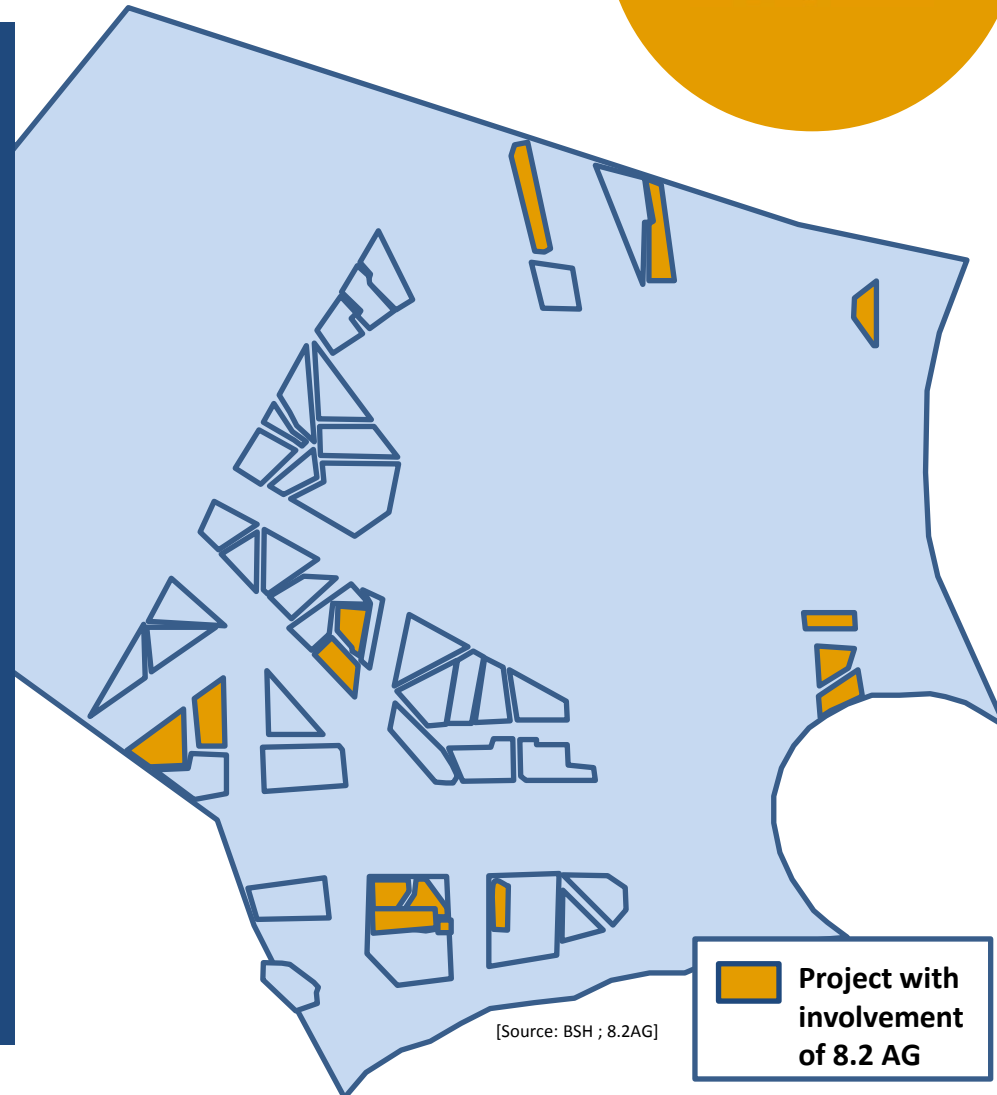 [Source: BSH ; 8.2AG]
Project with
involvement
of 8.2 AG